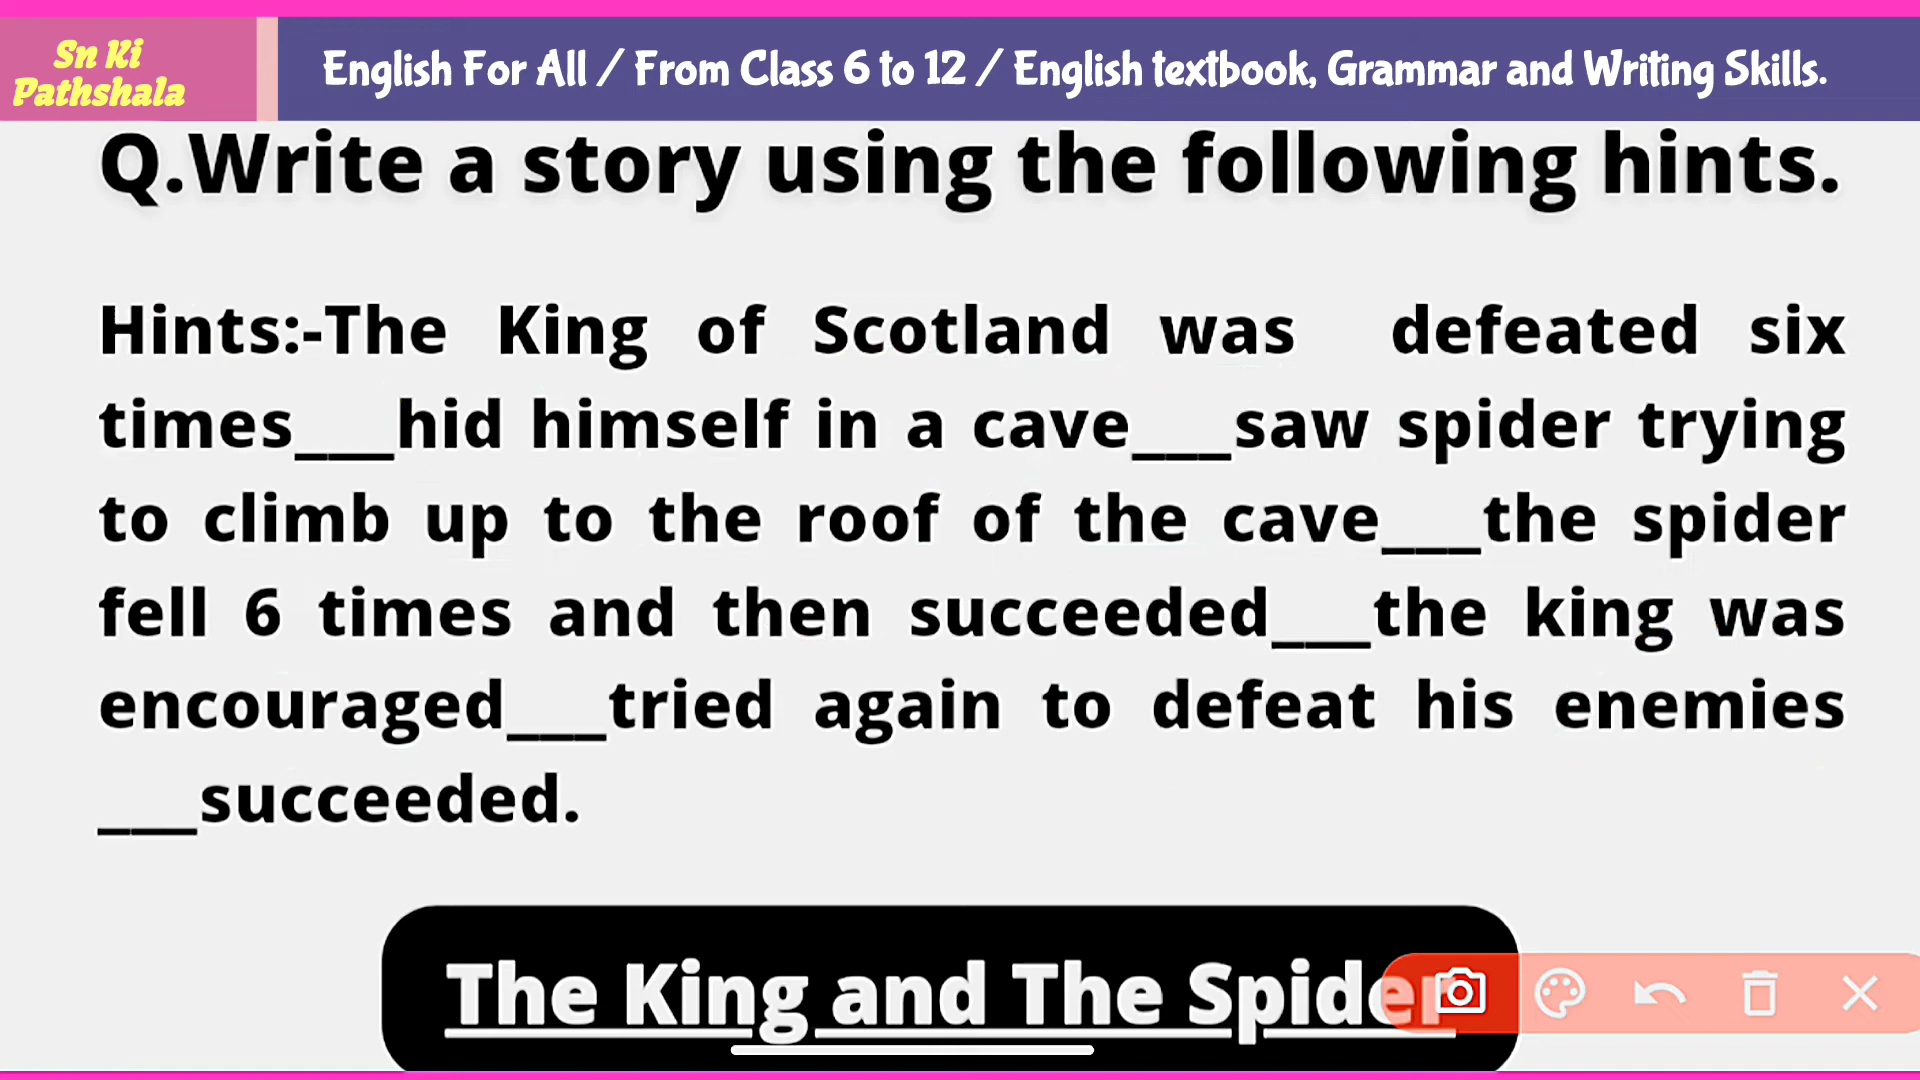 Sn Ki
Pathshala
English For All / From Class 6 to 12 / English textbook, Grammar and Writing Skills.
Q.Write a story using the following hints.
Hints:-The King of Scotland was defeated six
times___hid himself in a cave___saw spider trying
to climb up to the roof of the cave___the spider
fell 6 times and then succeeded___the king was
encouraged___tried again to defeat his enemies
___succeeded.
The King and The Spider